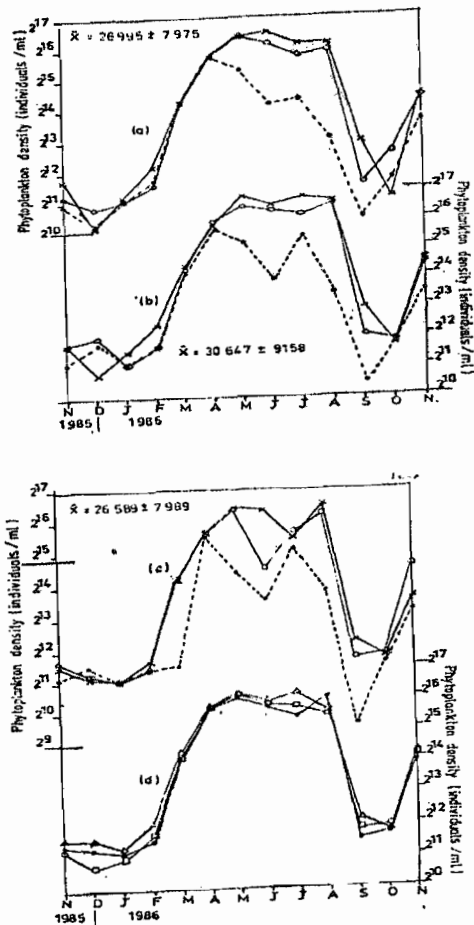 Phytoplankton density (individuals/ml)
2^17
2^16
2^15
2^14
2^13
2^12
2^11
2^10
x̄ = 26995 ± 7975
(a)
Phytoplankton density (individuals/ml)
2^17
2^16
2^15
2^14
2^13
2^12
2^11
2^10
(b)
x̄ = 30647 ± 9158
N D J F M A M J J A S O N
1985 | 1986
Phytoplankton density (individuals/ml)
2^17
2^16
2^15
2^14
2^13
2^12
2^11
2^10
2^9
x̄ = 26589 ± 7989
(c)
Phytoplankton density (individuals/ml)
2^17
2^16
2^15
2^14
2^13
2^12
2^11
2^10
(d)
N D J F M A M J J A S O N
1985 | 1986